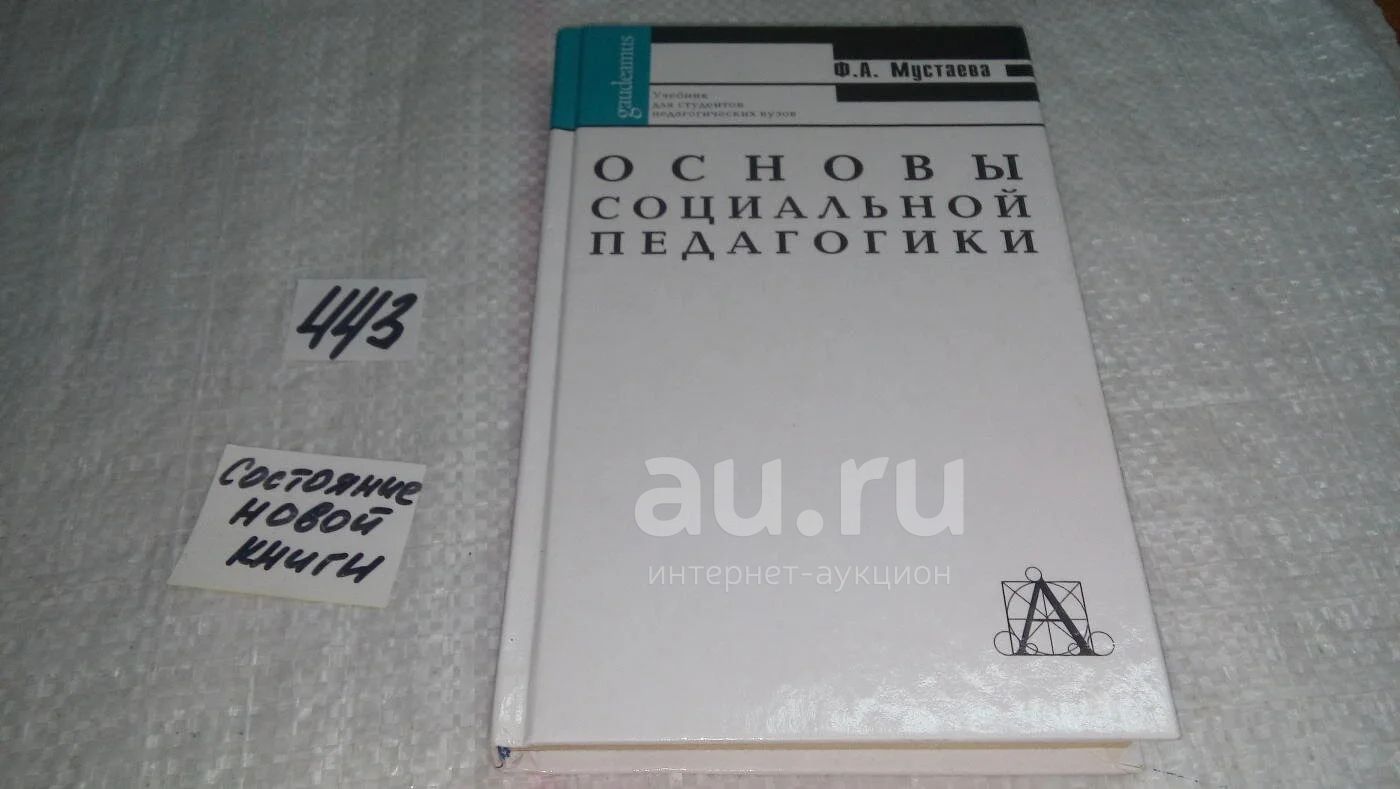 gaudeamus
Ф.А. Мустаева
Учебник
для студентов
педагогических вузов
ОСНОВЫ
СОЦИАЛЬНОЙ
ПЕДАГОГИКИ
443
Состояние
новой
книги
au.ru
интернет-аукцион
А